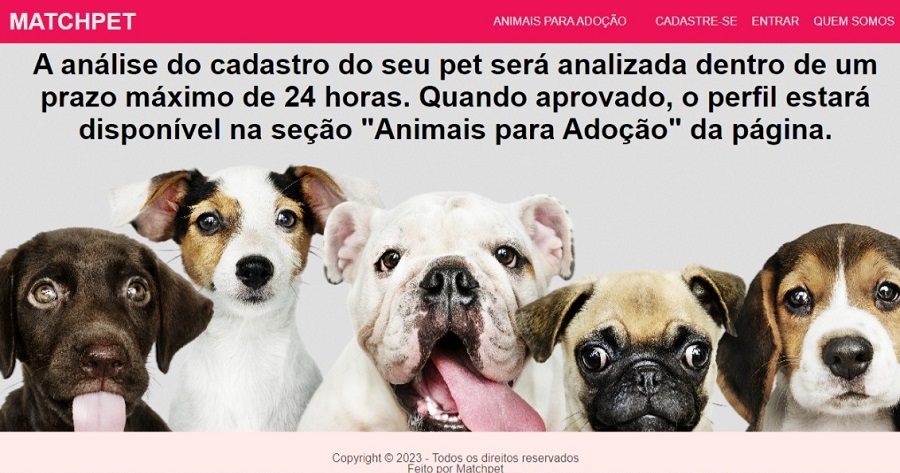 MATCHPET
ANIMAIS PARA ADOÇÃO CADASTRE-SE ENTRAR QUEM SOMOS
A análise do cadastro do seu pet será analizada dentro de um
prazo máximo de 24 horas. Quando aprovado, o perfil estará
disponível na seção "Animais para Adoção" da página.
Copyright © 2023 - Todos os direitos reservados
Feito por Matchpet